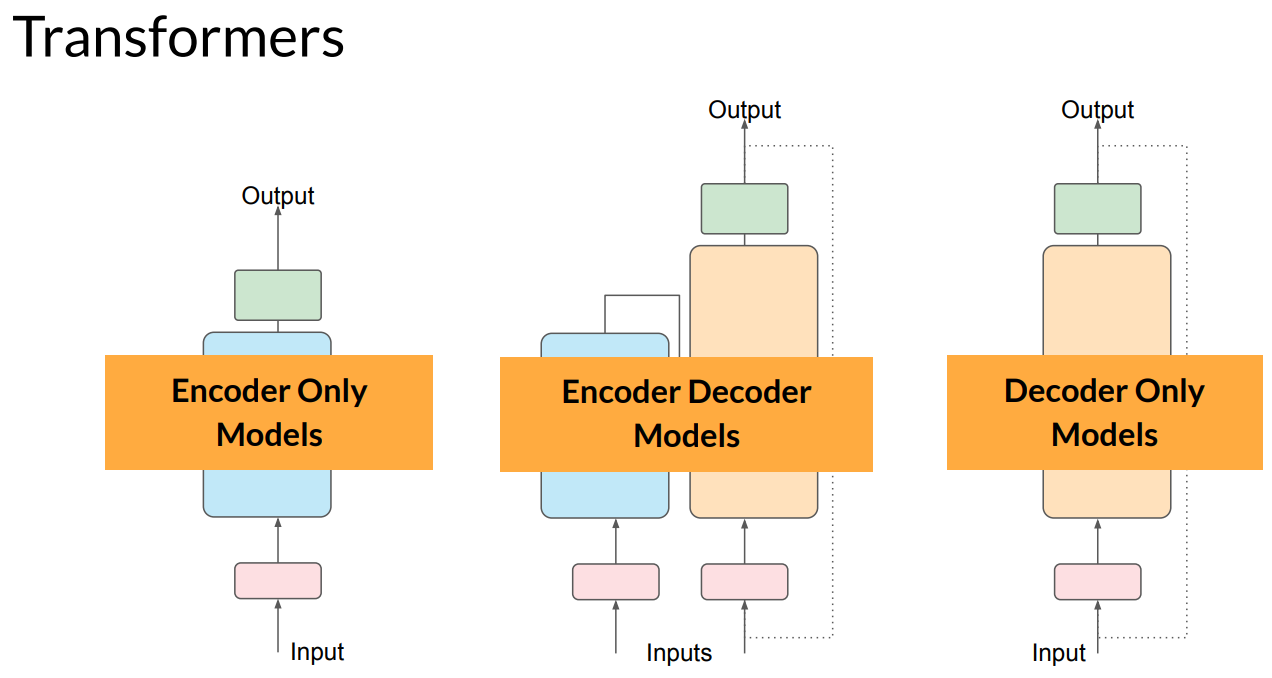 Transformers
Output
Output
Output
Encoder Only
Models
Encoder Decoder
Models
Decoder Only
Models
Input
Inputs
Input